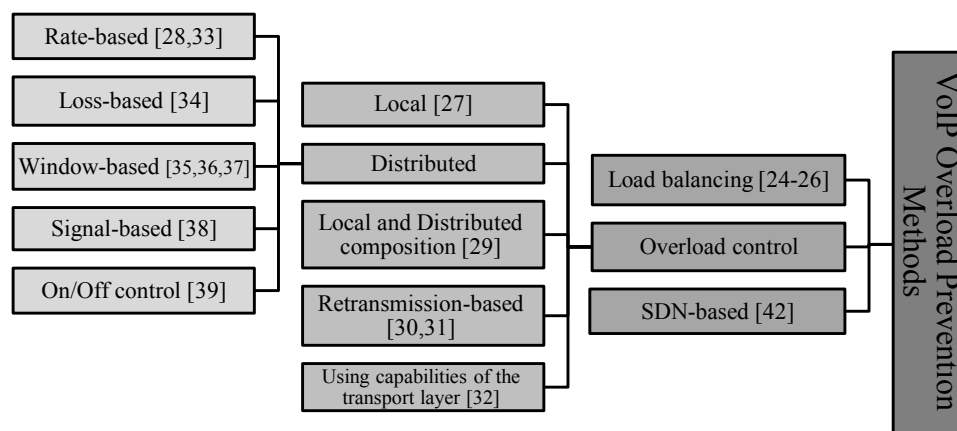 Rate-based [28,33]
Loss-based [34]
Window-based [35,36,37]
Signal-based [38]
On/Off control [39]
Local [27]
Distributed
Local and Distributed
composition [29]
Retransmission-based
[30,31]
Using capabilities of the
transport layer [32]
Load balancing [24-26]
Overload control
SDN-based [42]
VoIP Overload Prevention
Methods